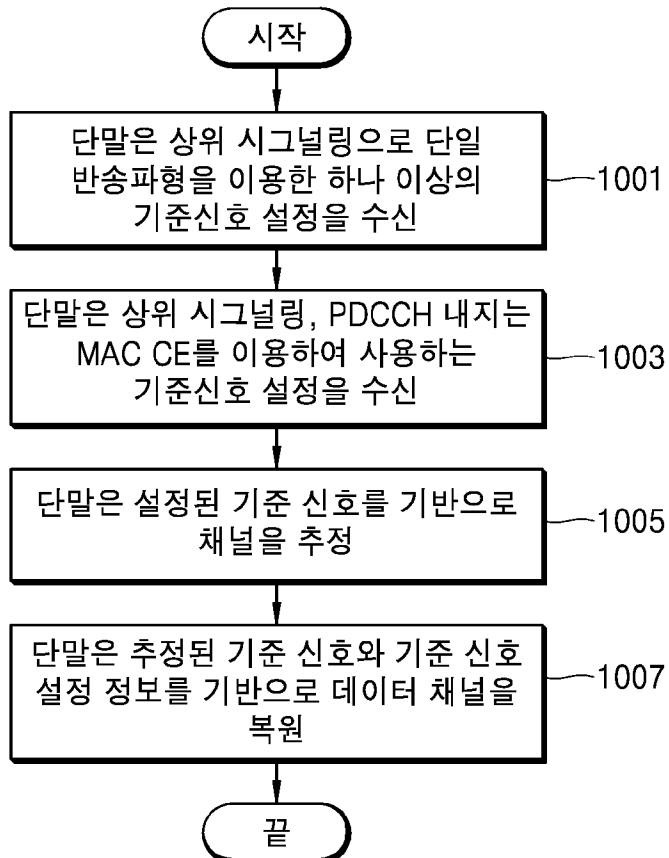 시작
단말은 상위 시그널링으로 단일
반송파형을 이용한 하나 이상의
기준신호 설정을 수신
1001
단말은 상위 시그널링, PDCCH 내지는
MAC CE를 이용하여 사용하는
기준신호 설정을 수신
1003
단말은 설정된 기준 신호를 기반으로
채널을 추정
1005
단말은 추정된 기준 신호와 기준 신호
설정 정보를 기반으로 데이터 채널을
복원
1007
끝